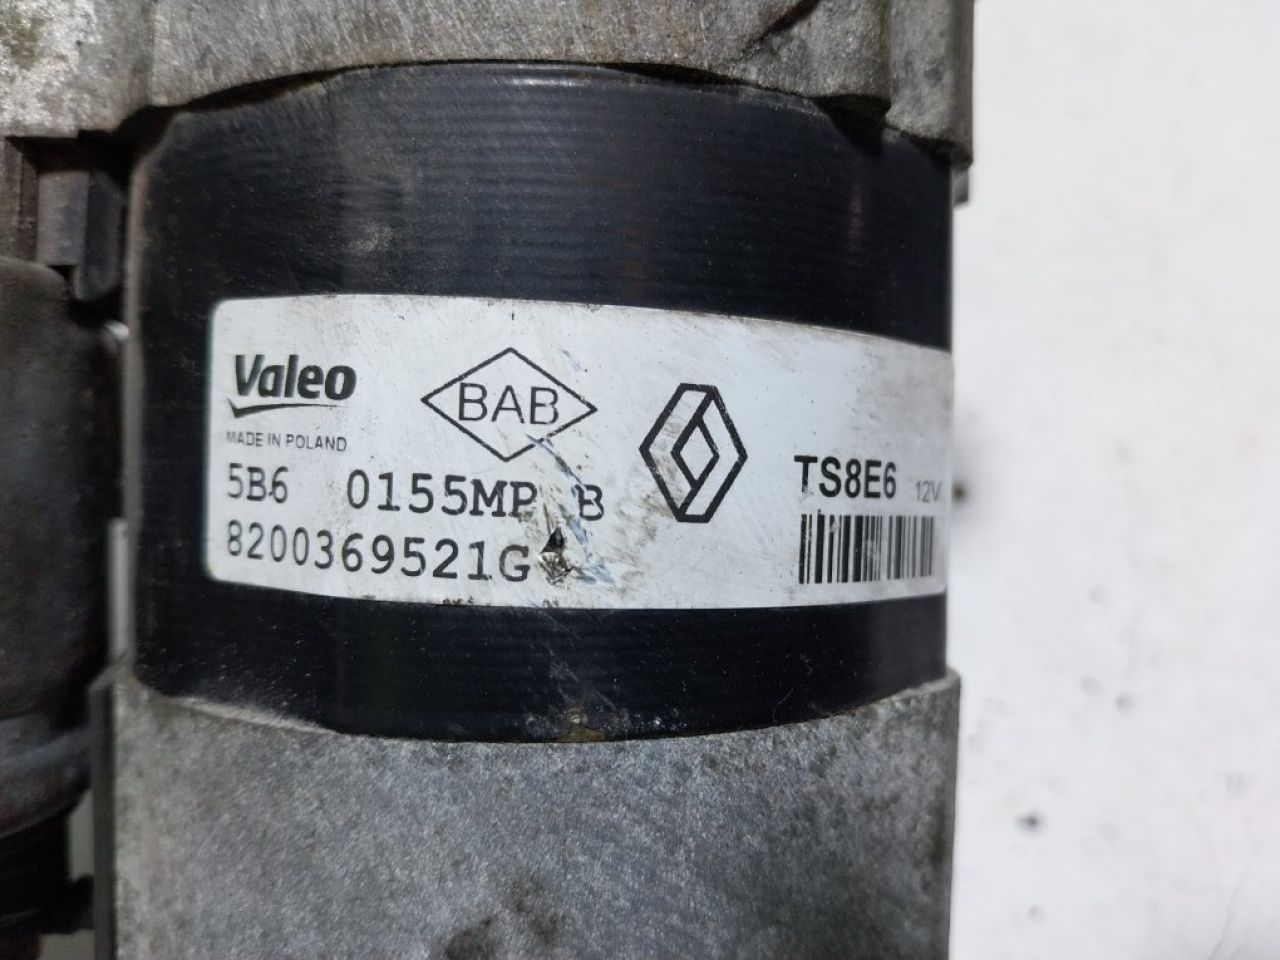 Valeo
MADE IN POLAND
BAB
5B6 0155MP B
8200369521G
TS8E6 12V